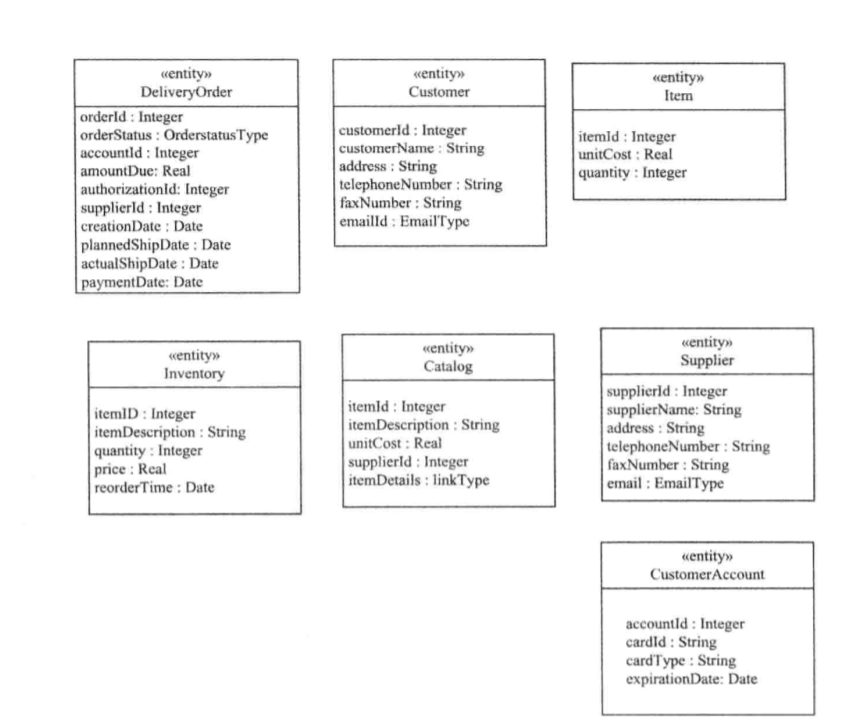 «entity»
DeliveryOrder
orderId : Integer
orderStatus : OrderstatusType
accountId : Integer
amountDue: Real
authorizationId: Integer
supplierId : Integer
creationDate : Date
plannedShipDate : Date
actualShipDate : Date
paymentDate: Date
«entity»
Customer
customerId : Integer
customerName : String
address : String
telephoneNumber : String
faxNumber : String
emailId : EmailType
«entity»
Item
itemId : Integer
unitCost : Real
quantity : Integer
«entity»
Inventory
itemID : Integer
itemDescription : String
quantity : Integer
price : Real
reorderTime : Date
«entity»
Catalog
itemId : Integer
itemDescription : String
unitCost : Real
supplierId : Integer
itemDetails : linkType
«entity»
Supplier
supplierId : Integer
supplierName: String
address : String
telephoneNumber : String
faxNumber : String
email : EmailType
«entity»
CustomerAccount
accountId : Integer
cardId : String
cardType : String
expirationDate: Date